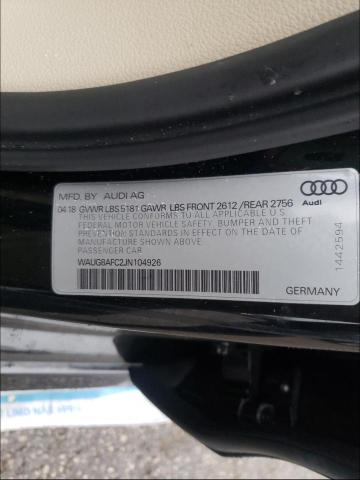 MFD. BY AUDI AG
04.18 GVWR LBS 5181 GAWR LBS FRONT 2612 /REAR 2756
THIS VEHICLE CONFORMS TO ALL APPLICABLE U.S.
FEDERAL MOTOR VEHICLE SAFETY, BUMPER AND THEFT
PREVENTION STANDARDS IN EFFECT ON THE DATE OF
MANUFACTURE SHOWN ABOVE.
PASSENGER CAR
WAUG8AFC2JN104926
Audi
GERMANY
1442594